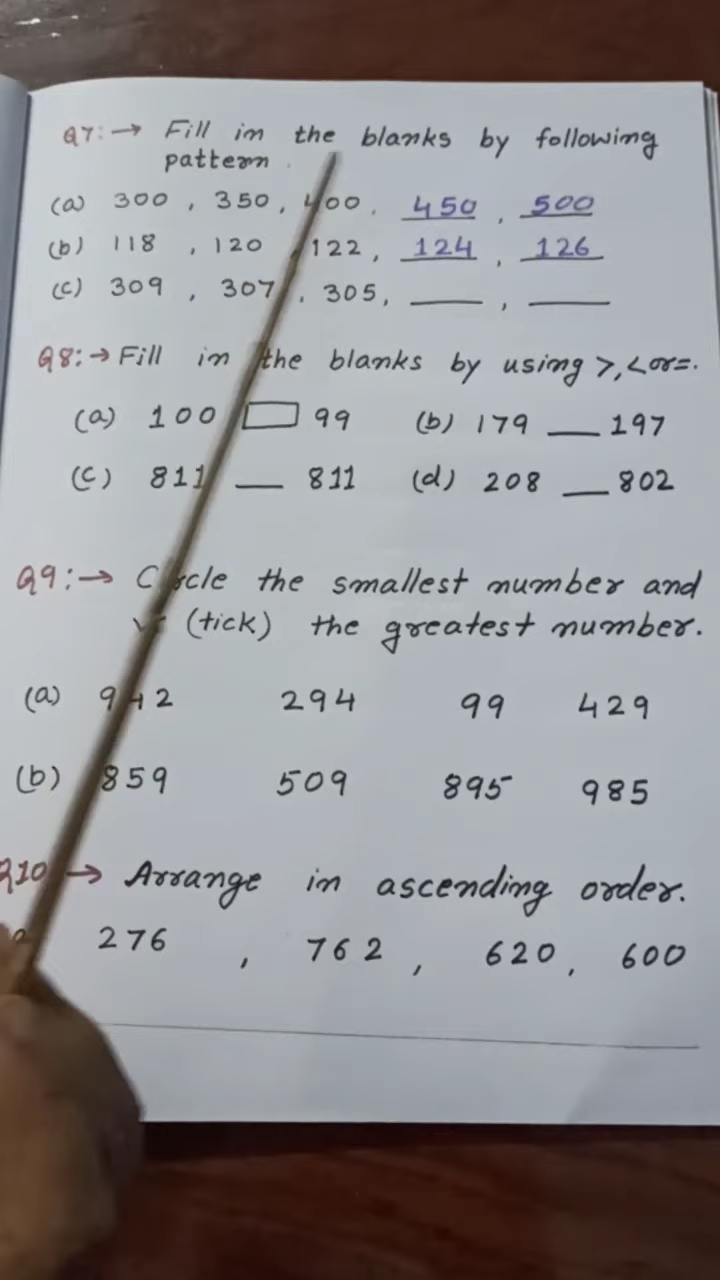 Q7:→ Fill in the blanks by following
pattern.
(a) 300, 350, 400, 450, 500
(b) 118, 120, 122, 124, 126
(c) 309, 307, 305, ____, ____
Q8:→ Fill in the blanks by using >,< or =.
(a) 100 □ 99 (b) 179 __ 197
(c) 811 __ 811 (d) 208 __ 802
Q9:→ Circle the smallest number and
✓ (tick) the greatest number.
(a) 942 294 99 429
(b) 859 509 895 985
Q10 → Arrange in ascending order.
276, 762, 620, 600